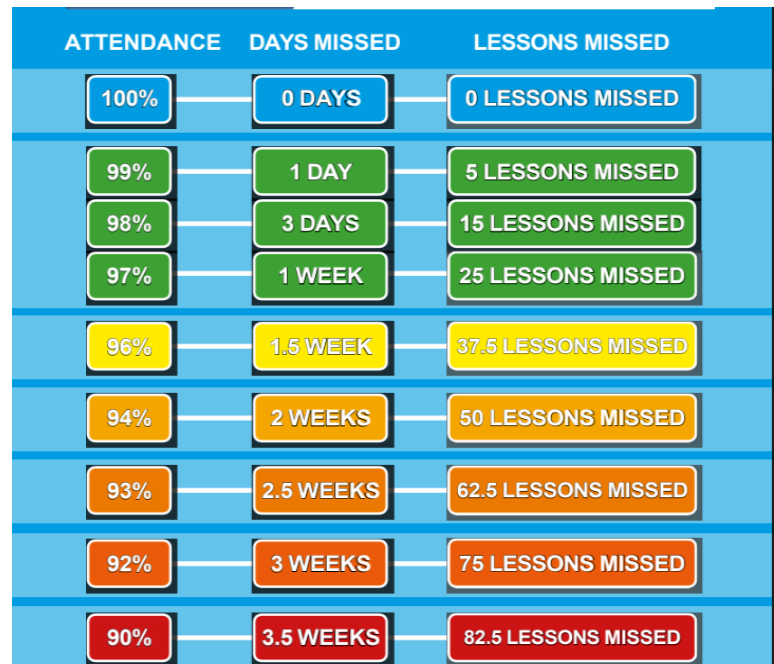 ATTENDANCE DAYS MISSED LESSONS MISSED
100% 0 DAYS 0 LESSONS MISSED
99% 1 DAY 5 LESSONS MISSED
98% 3 DAYS 15 LESSONS MISSED
97% 1 WEEK 25 LESSONS MISSED
96% 1.5 WEEK 37.5 LESSONS MISSED
94% 2 WEEKS 50 LESSONS MISSED
93% 2.5 WEEKS 62.5 LESSONS MISSED
92% 3 WEEKS 75 LESSONS MISSED
90% 3.5 WEEKS 82.5 LESSONS MISSED